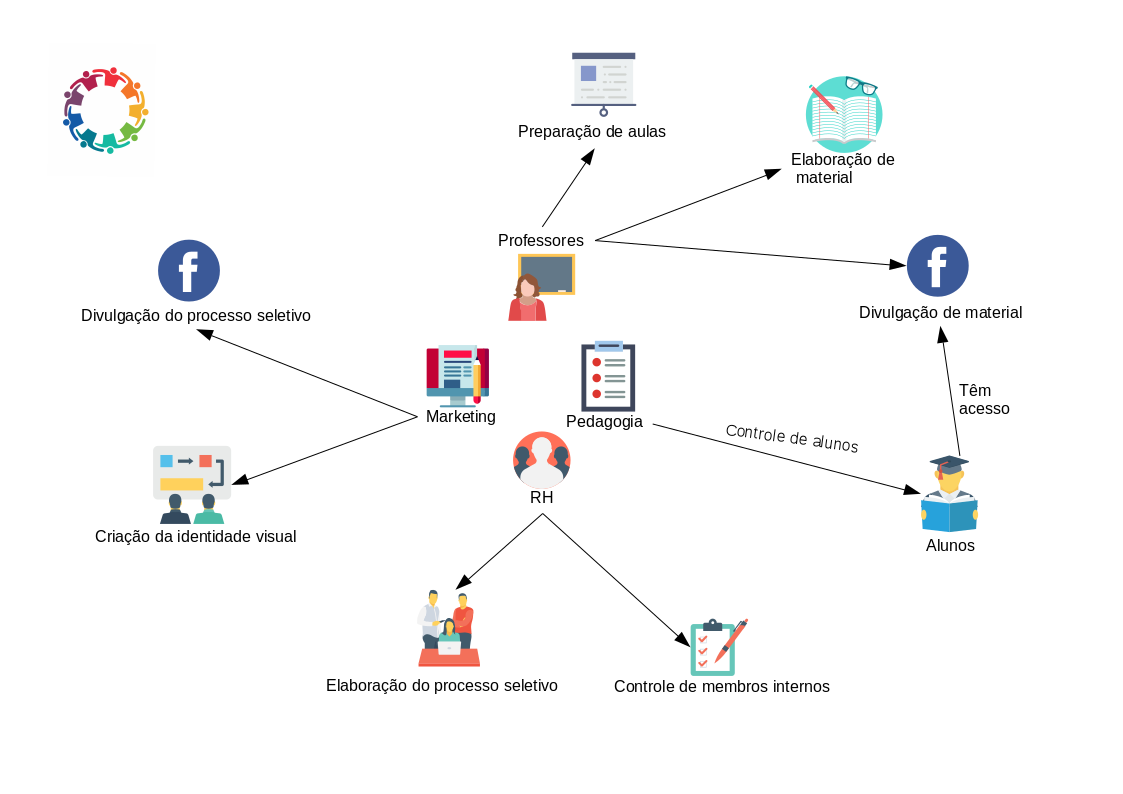 Preparação de aulas
Elaboração de
material
Professores
Divulgação do processo seletivo
Divulgação de material
Marketing
Pedagogia
Têm
acesso
Controle de alunos
RH
Criação da identidade visual
Alunos
Elaboração do processo seletivo
Controle de membros internos